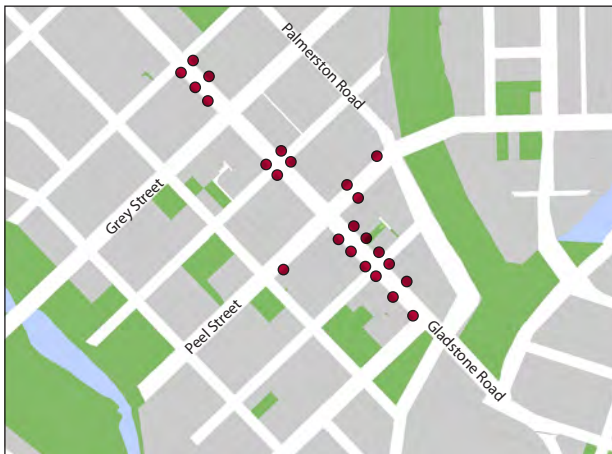 Palmerston Road
Grey Street
Peel Street
Gladstone Road